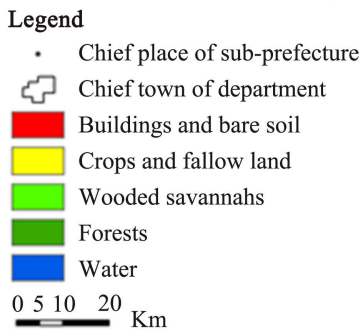 Legend
Chief place of sub-prefecture
Chief town of department
Buildings and bare soil
Crops and fallow land
Wooded savannahs
Forests
Water
0 5 10 20
Km